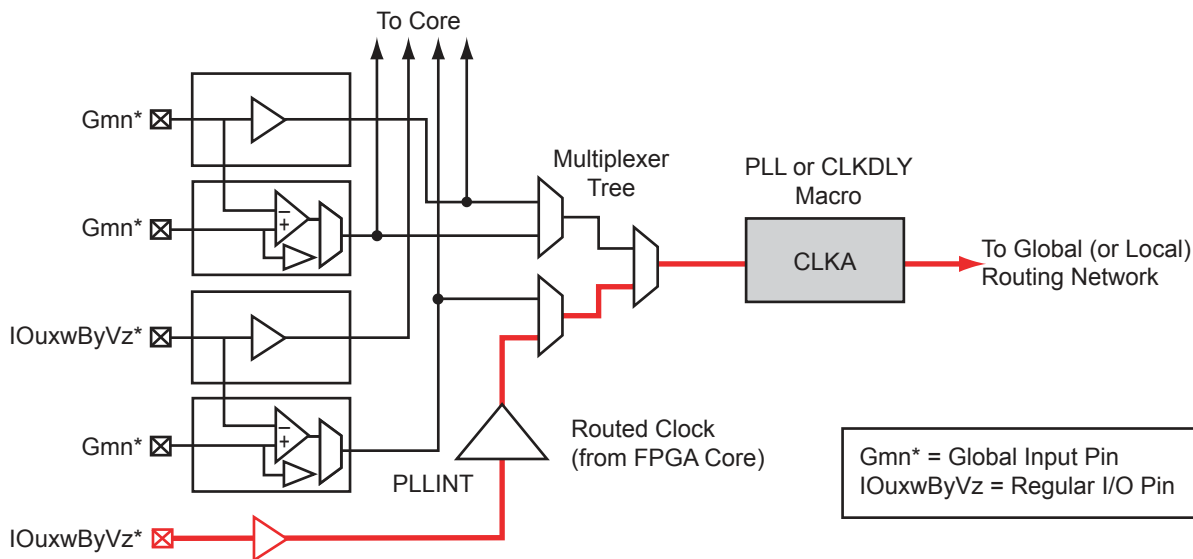 To Core
Gmn*
Multiplexer
Tree
PLL or CLKDLY
Macro
Gmn*
−
+
CLKA
To Global (or Local)
Routing Network
IOuxwByVz*
Gmn*
−
+
Routed Clock
(from FPGA Core)
PLLINT
Gmn* = Global Input Pin
IOuxwByVz = Regular I/O Pin
IOuxwByVz*